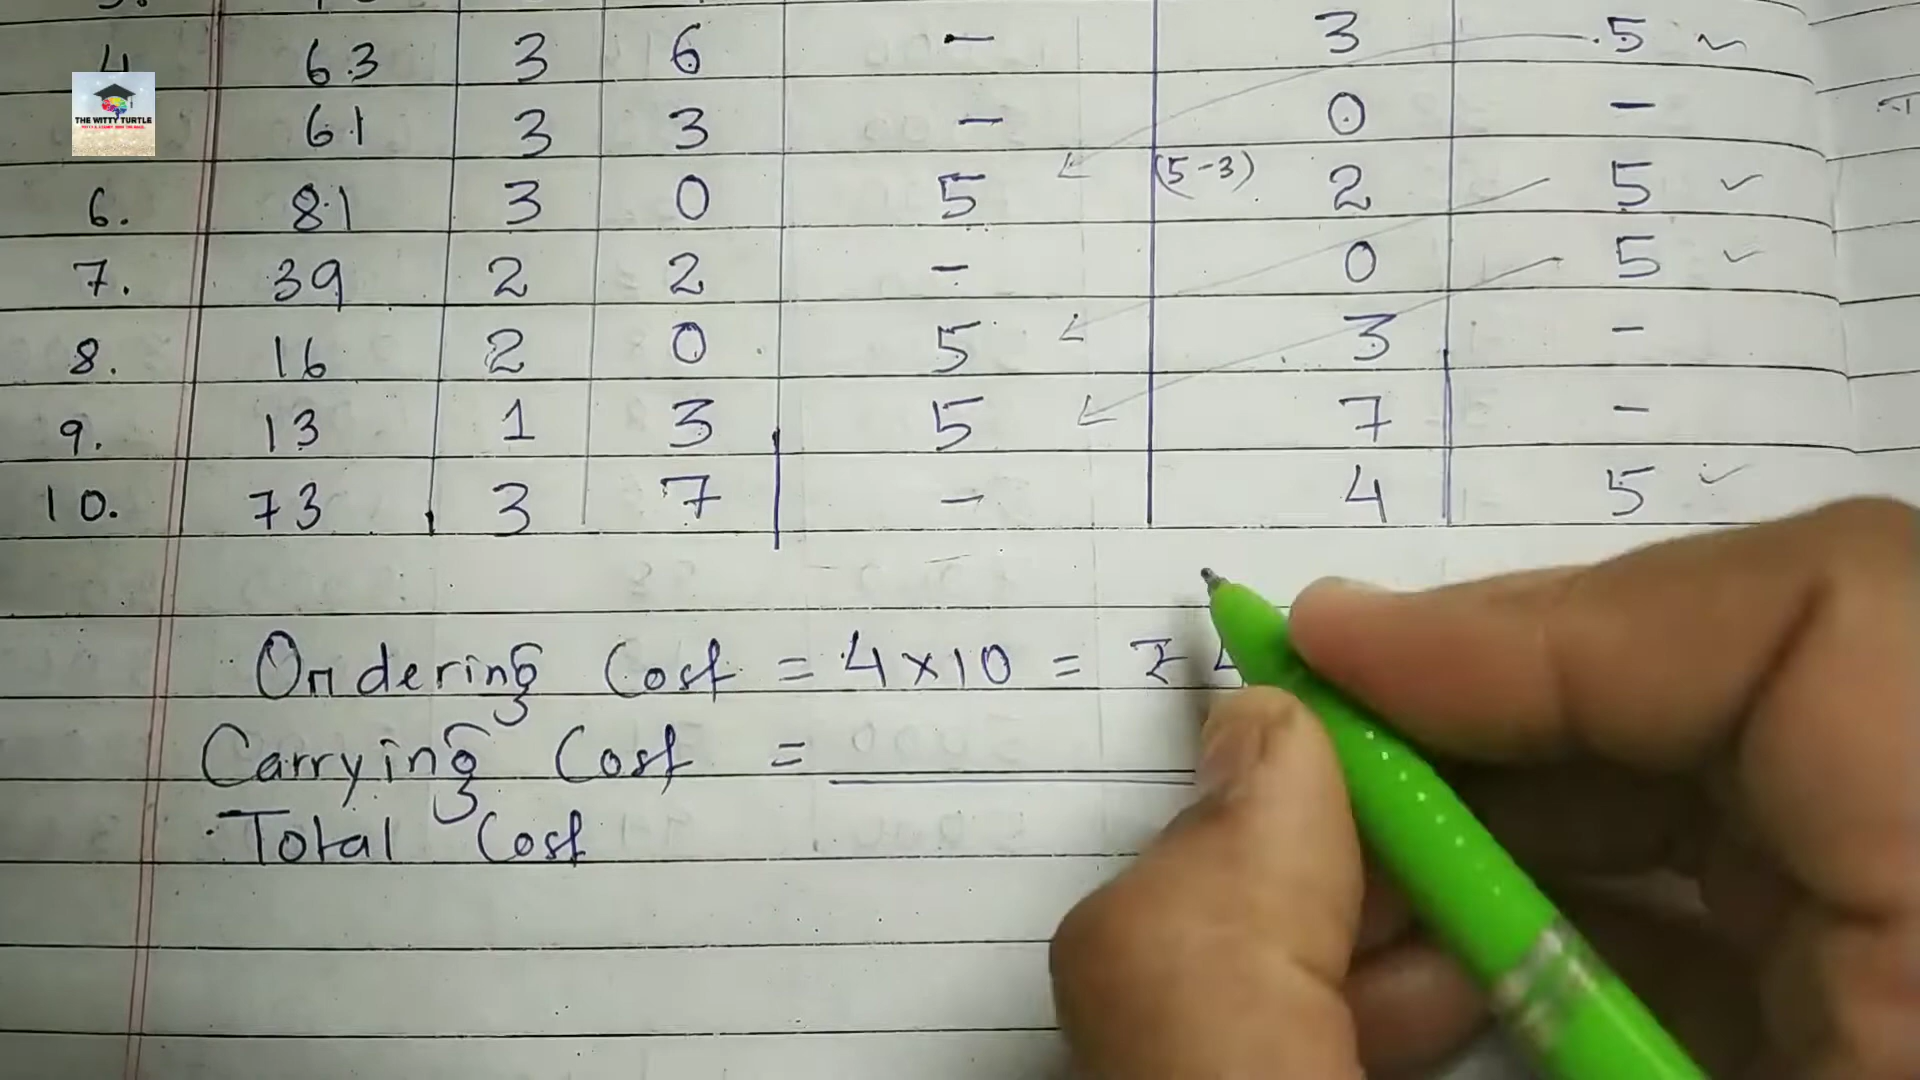 4 63 3 6 - 3 5
61 3 3 - 0 -
6. 81 3 0 5 (5-3) 2 5
7. 39 2 2 - 0 5
8. 16 2 0 5 3 -
9. 13 1 3 5 7 -
10. 73 3 7 - 4 5
Ordering Cost = 4×10 = ₹ 4
Carrying Cost =
Total Cost
THE WITTY TURTLE